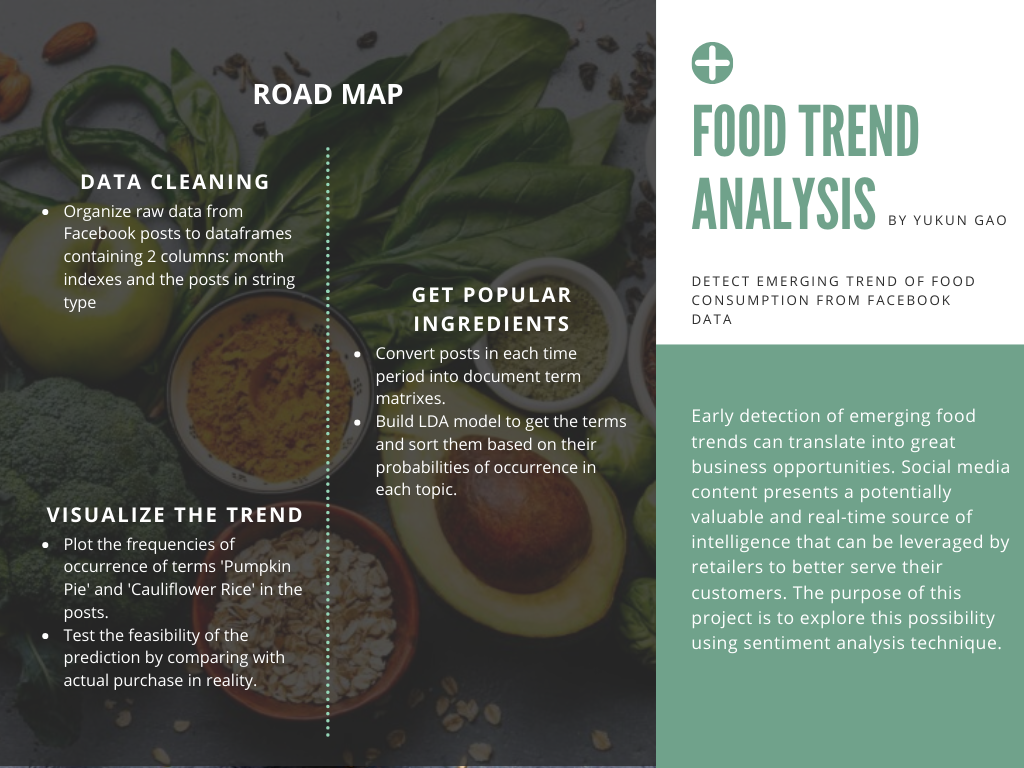 ROAD MAP
DATA CLEANING
• Organize raw data from
Facebook posts to dataframes
containing 2 columns: month
indexes and the posts in string
type
GET POPULAR
INGREDIENTS
• Convert posts in each time
period into document term
matrixes.
• Build LDA model to get the terms
and sort them based on their
probabilities of occurrence in
each topic.
VISUALIZE THE TREND
• Plot the frequencies of
occurrence of terms 'Pumpkin
Pie' and 'Cauliflower Rice' in the
posts.
• Test the feasibility of the
prediction by comparing with
actual purchase in reality.
FOOD TREND
ANALYSIS BY YUKUN GAO
DETECT EMERGING TREND OF FOOD
CONSUMPTION FROM FACEBOOK
DATA
Early detection of emerging food
trends can translate into great
business opportunities. Social media
content presents a potentially
valuable and real-time source of
intelligence that can be leveraged by
retailers to better serve their
customers. The purpose of this
project is to explore this possibility
using sentiment analysis technique.